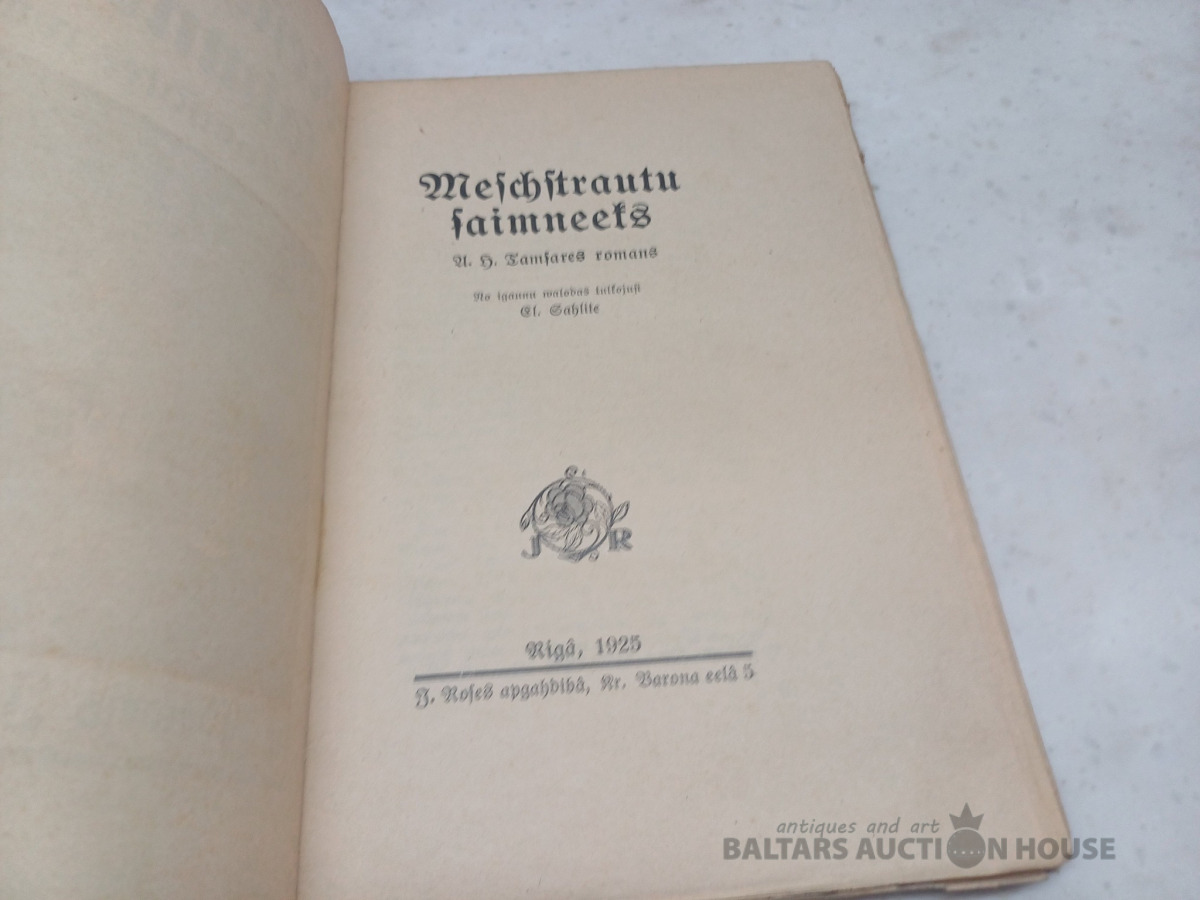 Meſchſtrautu
ſaimneeks
A. H. Tamſares romans
No igauņu walodas tulkojuſi
El. Sahlite
J R
Rigâ, 1925
J. Roſes apgahdibâ, Kr. Barona eelâ 5
antiques and art
BALTARS AUCTION HOUSE